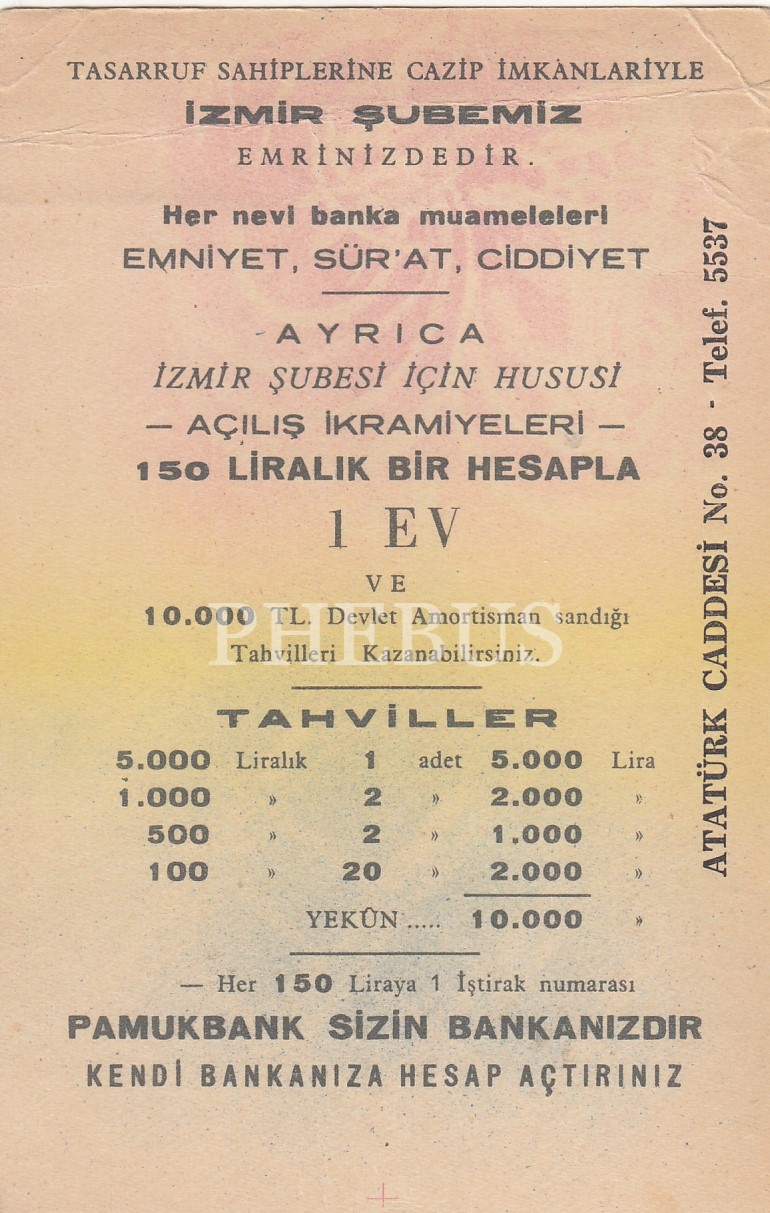 TASARRUF SAHİPLERİNE CAZİP İMKANLARİYLE
İZMİR ŞUBEMİZ
EMRİNİZDEDİR.
Her nevi banka muameleleri
EMNİYET, SÜR'AT, CİDDİYET
AYRICA
İZMİR ŞUBESİ İÇİN HUSUSİ
— AÇILIŞ İKRAMİYELERİ —
150 LİRALIK BİR HESAPLA
1 EV
VE
10.000 TL. Devlet Amortisman sandığı
Tahvilleri Kazanabilirsiniz.
PHEBUS
TAHVİLLER
5.000 Liralık 1 adet 5.000 Lira
1.000 » 2 » 2.000 »
500 » 2 » 1.000 »
100 » 20 » 2.000 »
YEKÛN ..... 10.000 »
— Her 150 Liraya 1 İştirak numarası
PAMUKBANK SİZİN BANKANIZDIR
KENDİ BANKANIZA HESAP AÇTIRINIZ
ATATÜRK CADDESİ No. 38 - Telef. 5537